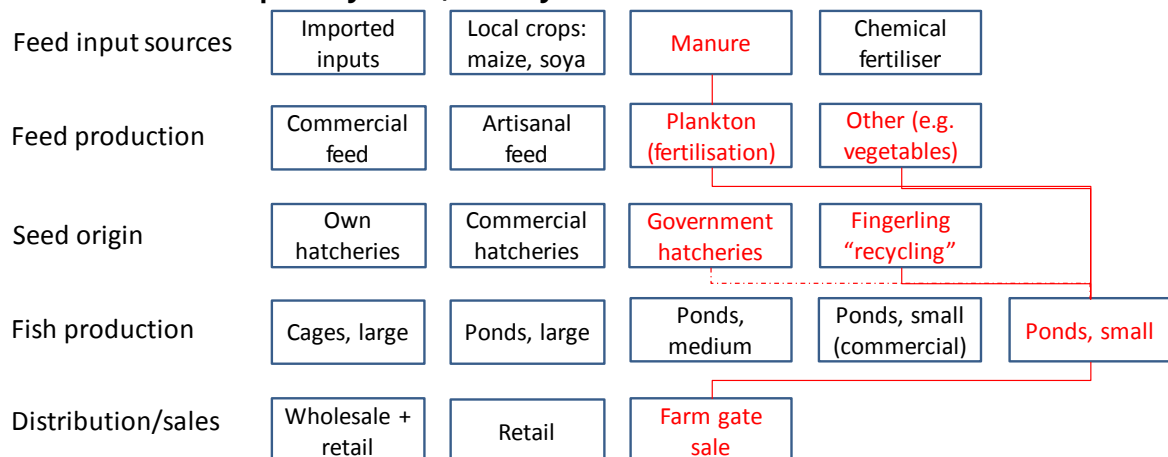 Feed input sources
Imported
inputs
Local crops:
maize, soya
Manure
Chemical
fertiliser
Feed production
Commercial
feed
Artisanal
feed
Plankton
(fertilisation)
Other (e.g.
vegetables)
Seed origin
Own
hatcheries
Commercial
hatcheries
Government
hatcheries
Fingerling
“recycling”
Fish production
Cages, large
Ponds, large
Ponds,
medium
Ponds, small
(commercial)
Ponds, small
Distribution/sales
Wholesale +
retail
Retail
Farm gate
sale